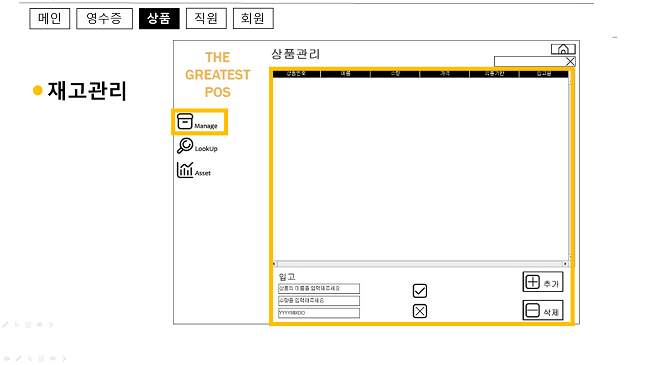 메인
영수증
상품
직원
회원
재고관리
THE
GREATEST
POS
Manage
LookUp
Asset
상품관리
상품번호 이름 수량 가격 유통기한 입고일
입고
상품의 이름을 입력해주세요
수량을 입력해주세요
YYYYMMDD
추가
삭제